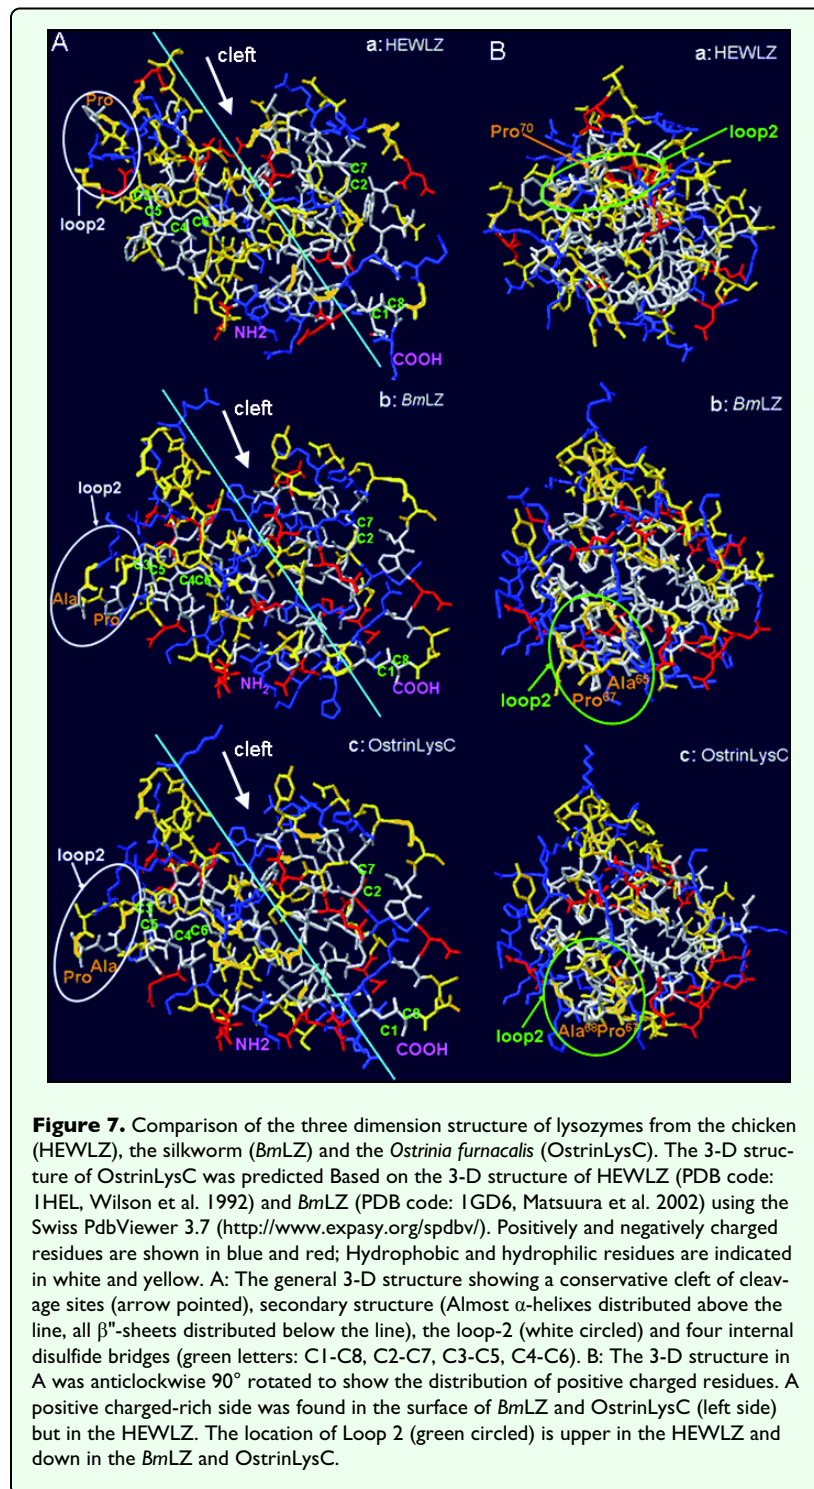 A
cleft
a: HEWLZ
Pro
C7
C2
C3
C5
C4 C6
loop2
C1 C8
NH2
COOH
B
a: HEWLZ
Pro70
loop2
b: BmLZ
cleft
loop2
C7
C2
C3
C5
C4C6
Ala
Pro
C8
C1
NH2
COOH
b: BmLZ
Ala65
loop2
Pro67
c: OstrinLysC
cleft
loop2
C7
C2
C3
C5
C4 C6
Pro Ala
C8
C1
NH2
COOH
c: OstrinLysC
Ala68Pro67
loop2
Figure 7. Comparison of the three dimension structure of lysozymes from the chicken
(HEWLZ), the silkworm (BmLZ) and the Ostrinia furnacalis (OstrinLysC). The 3-D struc-
ture of OstrinLysC was predicted Based on the 3-D structure of HEWLZ (PDB code:
1HEL, Wilson et al. 1992) and BmLZ (PDB code: 1GD6, Matsuura et al. 2002) using the
Swiss PdbViewer 3.7 (http://www.expasy.org/spdbv/). Positively and negatively charged
residues are shown in blue and red; Hydrophobic and hydrophilic residues are indicated
in white and yellow. A: The general 3-D structure showing a conservative cleft of cleav-
age sites (arrow pointed), secondary structure (Almost α-helixes distributed above the
line, all β"-sheets distributed below the line), the loop-2 (white circled) and four internal
disulfide bridges (green letters: C1-C8, C2-C7, C3-C5, C4-C6). B: The 3-D structure in
A was anticlockwise 90° rotated to show the distribution of positive charged residues. A
positive charged-rich side was found in the surface of BmLZ and OstrinLysC (left side)
but in the HEWLZ. The location of Loop 2 (green circled) is upper in the HEWLZ and
down in the BmLZ and OstrinLysC.